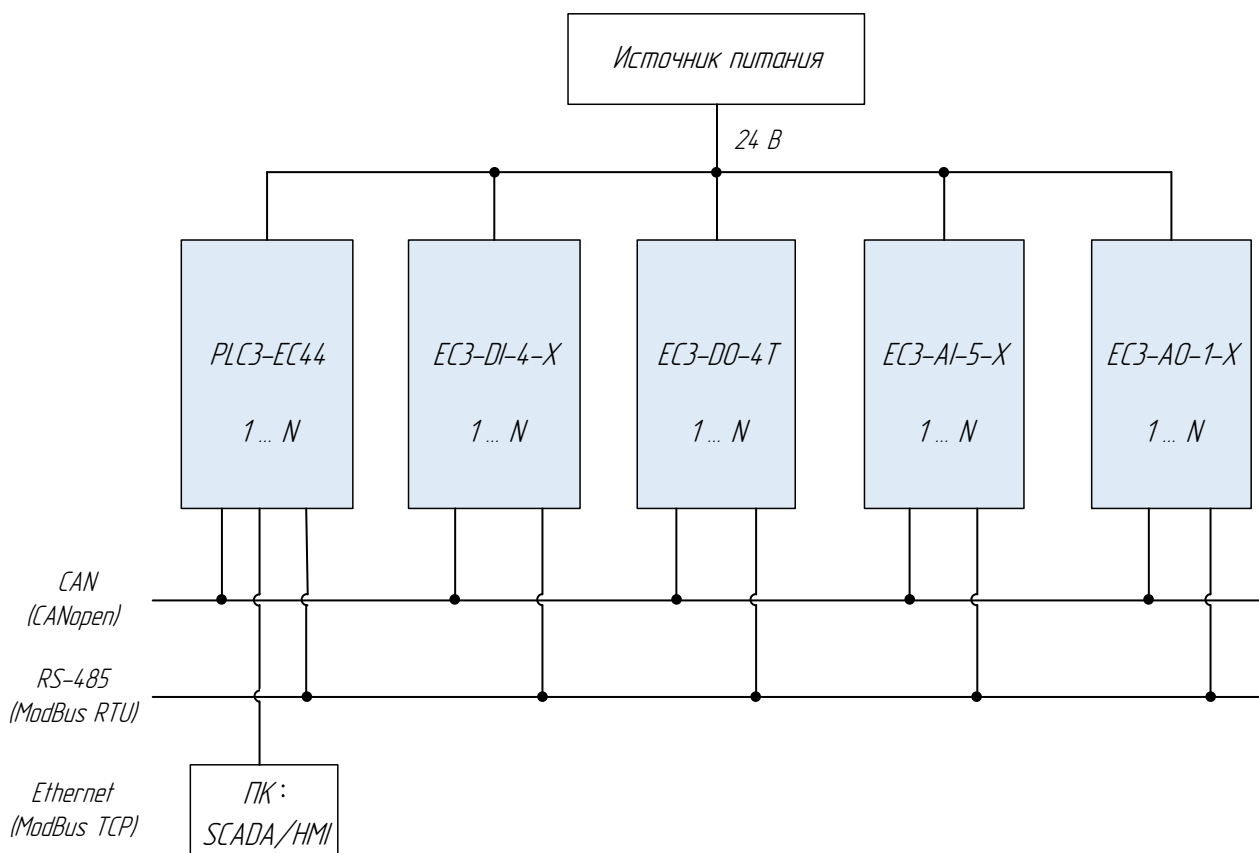 Источник питания
24 В
PLC3-EC44
1 ... N
EC3-DI-4-X
1 ... N
EC3-DO-4T
1 ... N
EC3-AI-5-X
1 ... N
EC3-AO-1-X
1 ... N
CAN
(CANopen)
RS-485
(ModBus RTU)
Ethernet
(ModBus TCP)
ПК:
SCADA/HMI